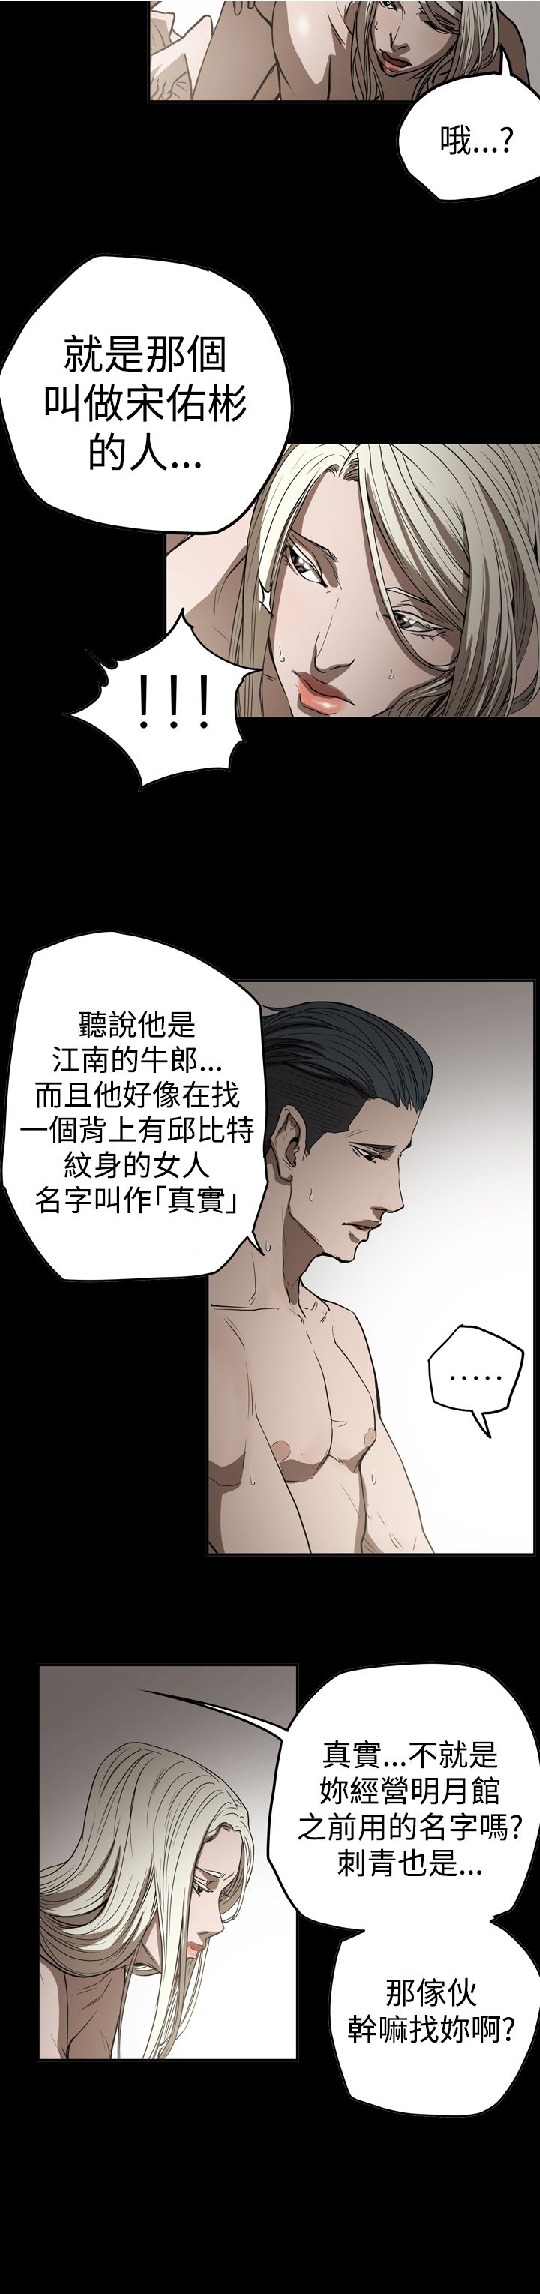 哦...?
就是那個
叫做宋佑彬
的人...
!!!
聽說他是
江南的牛郎...
而且他好像在找
一個背上有邱比特
紋身的女人
名字叫作「真實」
.....
真實...不就是
妳經營明月館
之前用的名字嗎?
刺青也是...
那傢伙
幹嘛找妳啊?